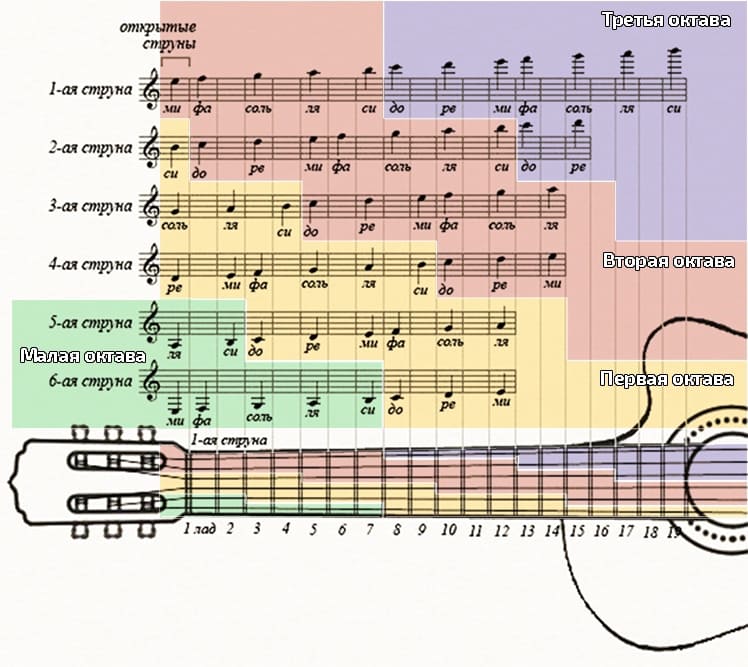 открытые
струны
Третья октава
1-ая струна
ми фа соль ля си до ре ми фа соль ля си
2-ая струна
си до ре ми фа соль ля си до ре
3-ая струна
соль ля си до ре ми фа соль ля
4-ая струна
ре ми фа соль ля си до ре ми
Вторая октава
5-ая струна
ля си до ре ми фа соль ля
Малая октава
6-ая струна
ми фа соль ля си до ре ми
Первая октава
1-ая струна
1 лад 2 3 4 5 6 7 8 9 10 11 12 13 14 15 16 17 18 19